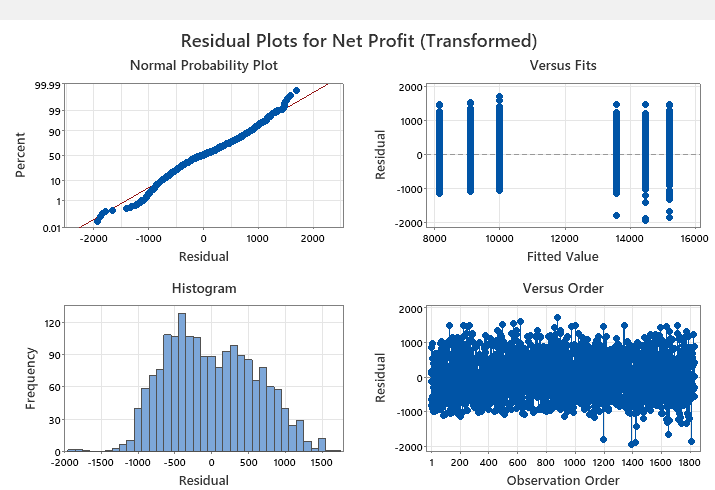 Residual Plots for Net Profit (Transformed)
Normal Probability Plot
99.99
99
90
50
10
1
0.01
Percent
-2000 -1000 0 1000 2000
Residual
Versus Fits
2000
1000
0
-1000
-2000
Residual
8000 10000 12000 14000 16000
Fitted Value
Histogram
120
90
60
30
0
Frequency
-2000 -1500 -1000 -500 0 500 1000 1500
Residual
Versus Order
2000
1000
0
-1000
-2000
Residual
1 200 400 600 800 1000 1200 1400 1600 1800
Observation Order